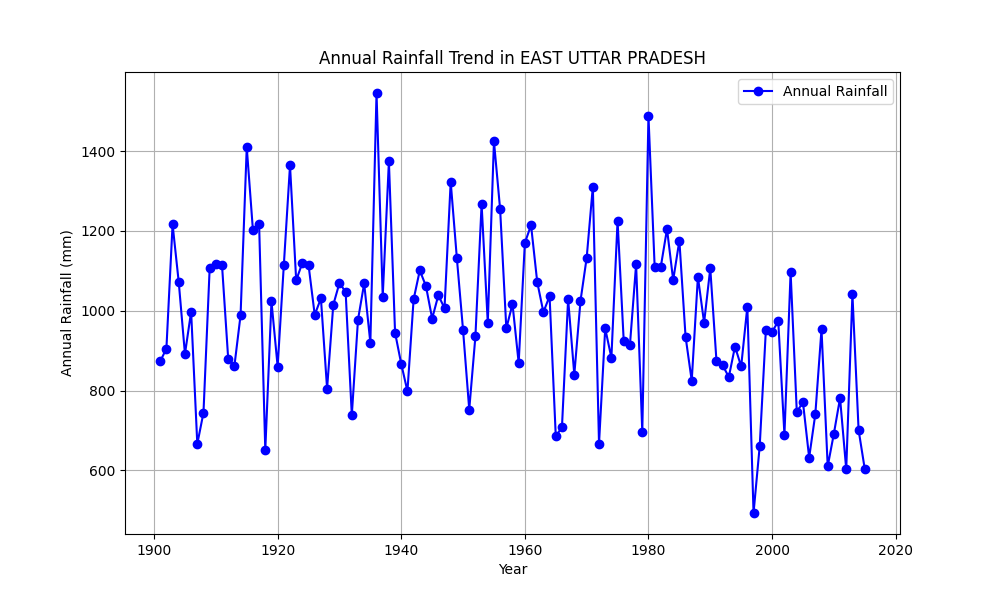 Annual Rainfall Trend in EAST UTTAR PRADESH
Annual Rainfall
1400
1200
1000
800
600
Annual Rainfall (mm)
1900 1920 1940 1960 1980 2000 2020
Year